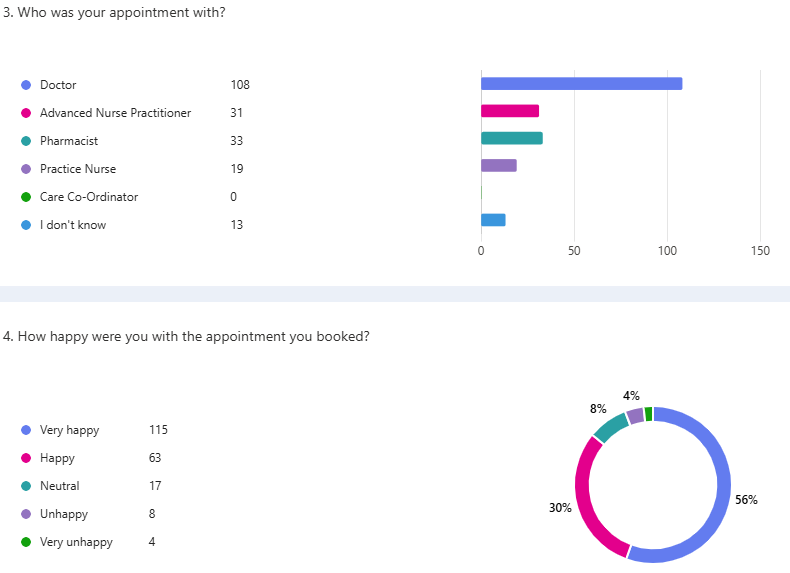 3. Who was your appointment with?
Doctor 108
Advanced Nurse Practitioner 31
Pharmacist 33
Practice Nurse 19
Care Co-Ordinator 0
I don't know 13
0 50 100 150
4. How happy were you with the appointment you booked?
Very happy 115
Happy 63
Neutral 17
Unhappy 8
Very unhappy 4
4%
8%
56%
30%